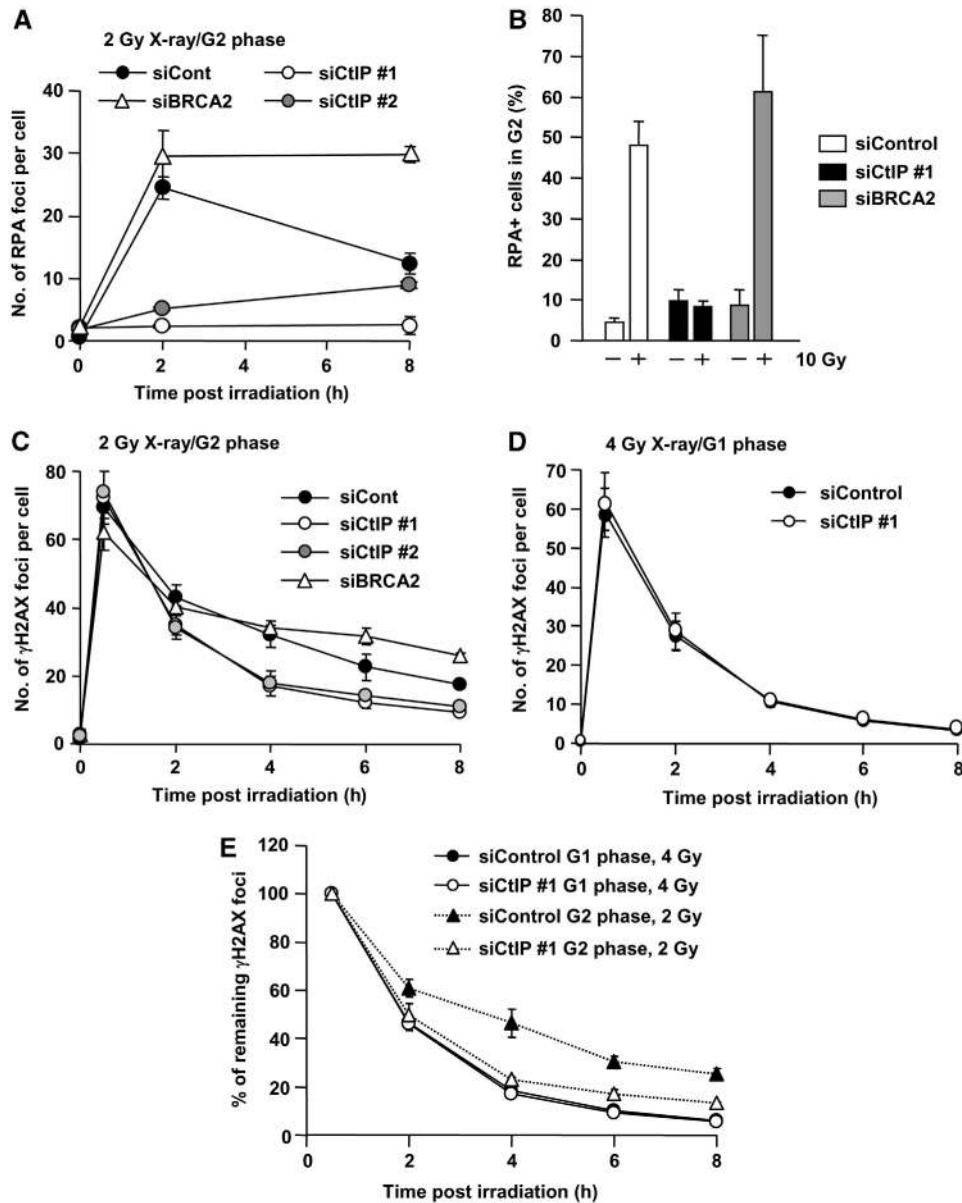 A
2 Gy X-ray/G2 phase
siCont
siCtIP #1
siBRCA2
siCtIP #2
No. of RPA foci per cell
40
30
20
10
0
0
2
4
6
8
Time post irradiation (h)
B
RPA+ cells in G2 (%)
80
70
60
50
40
30
20
10
0
− + − + − + 10 Gy
siControl
siCtIP #1
siBRCA2
C
2 Gy X-ray/G2 phase
siCont
siCtIP #1
siCtIP #2
siBRCA2
No. of γH2AX foci per cell
80
60
40
20
0
0
2
4
6
8
Time post irradiation (h)
D
4 Gy X-ray/G1 phase
siControl
siCtIP #1
No. of γH2AX foci per cell
70
60
50
40
30
20
10
0
0
2
4
6
8
Time post irradiation (h)
E
siControl G1 phase, 4 Gy
siCtIP #1 G1 phase, 4 Gy
siControl G2 phase, 2 Gy
siCtIP #1 G2 phase, 2 Gy
% of remaining γH2AX foci
120
100
80
60
40
20
0
0
2
4
6
8
Time post irradiation (h)